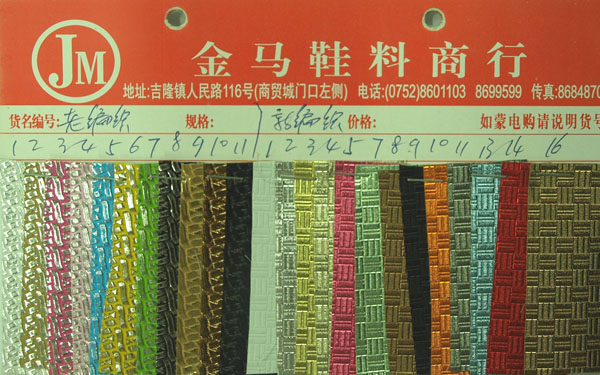 JM
金马鞋料商行
地址:吉隆镇人民路116号(商贸城门口左侧) 电话:(0752)8601103 8699599 传真:8684870
货名编号:老编织 规格: 新编织 价格: 如蒙电购请说明货号
1 2 3 4 5 6 7 8 9 10 11 1 2 3 4 5 7 8 9 10 11 13 14 16